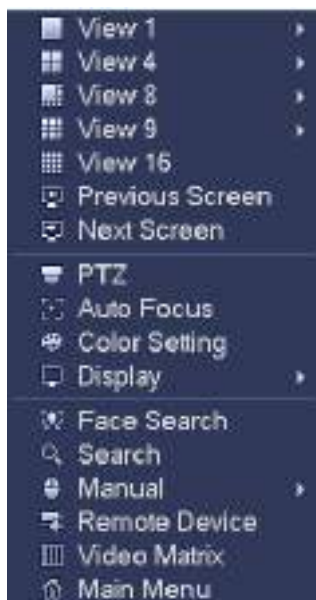 View 1
View 4
View 8
View 9
View 16
Previous Screen
Next Screen
PTZ
Auto Focus
Color Setting
Display
Face Search
Search
Manual
Remote Device
Video Matrix
Main Menu